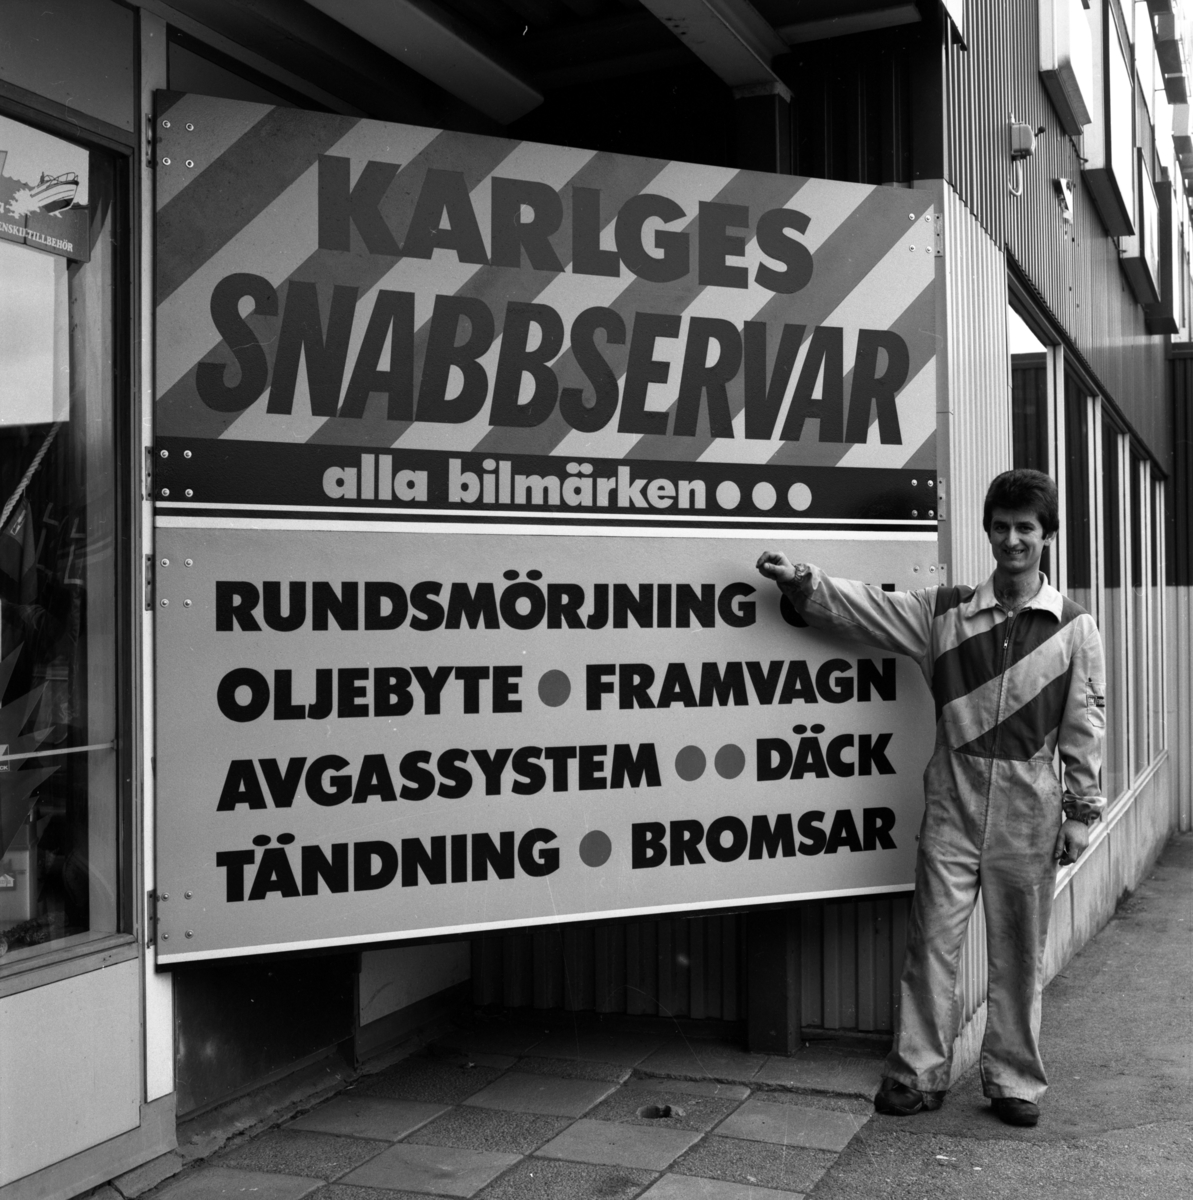 KARLGES
SNABBSERVAR
alla bilmärken●●●
RUNDSMÖRJNING
OLJEBYTE ● FRAMVAGN
AVGASSYSTEM ●● DÄCK
TÄNDNING ● BROMSAR